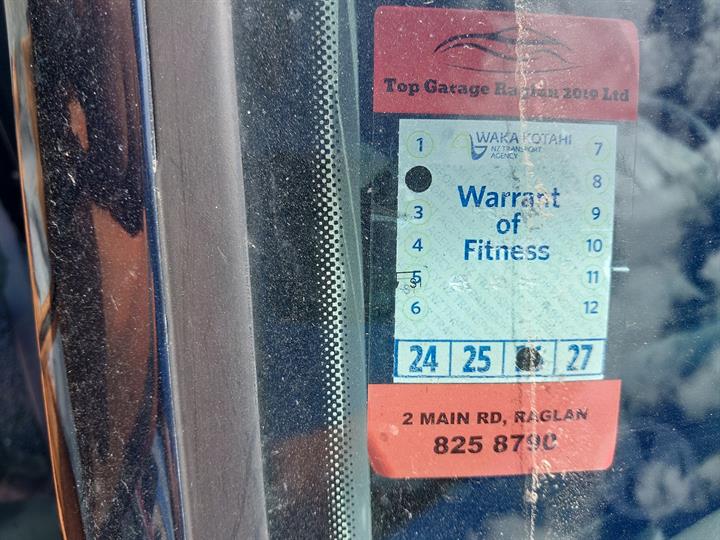 Top Garage Raglan 2019 Ltd
WAKA KOTAHI
NZ TRANSPORT
AGENCY
1 7
8
Warrant
of
Fitness
3 9
4 10
5 11
6 12
24 25 27
2 MAIN RD, RAGLAN
825 8790